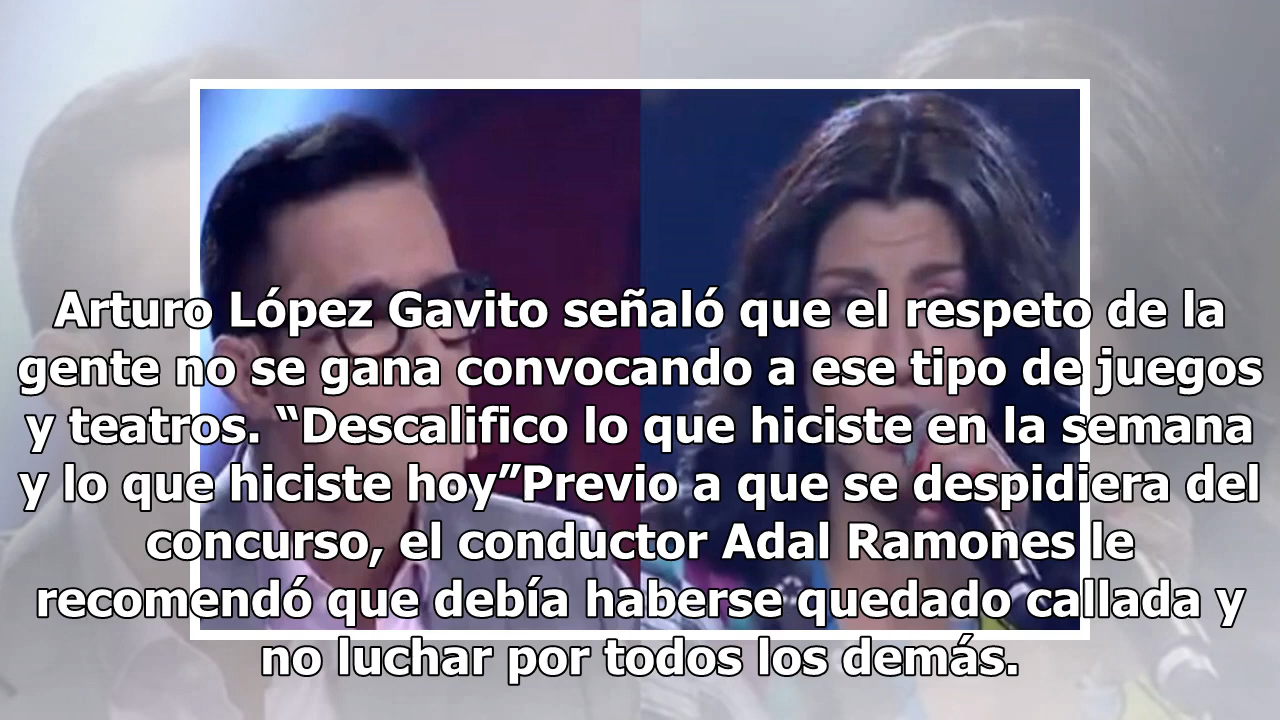 Arturo López Gavito señaló que el respeto de la
gente no se gana convocando a ese tipo de juegos
y teatros. “Descalifico lo que hiciste en la semana
y lo que hiciste hoy”Previo a que se despidiera del
concurso, el conductor Adal Ramones le
recomendó que debía haberse quedado callada y
no luchar por todos los demás.